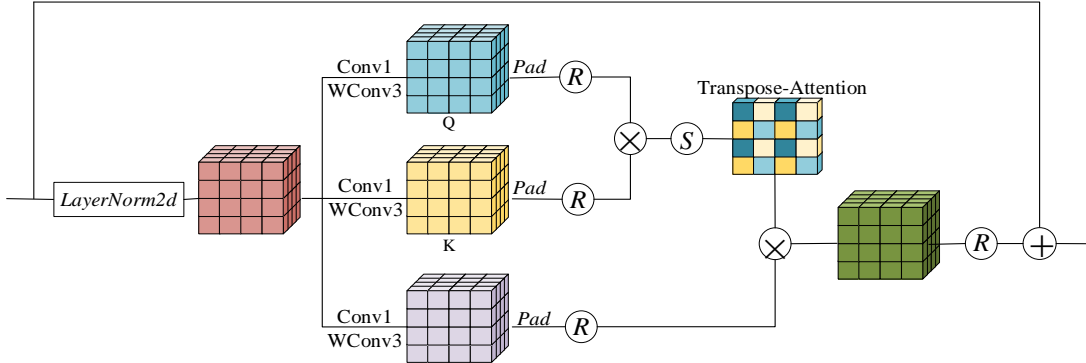 Conv1
WConv3
Pad
R
Q
Transpose-Attention
×
S
LayerNorm2d
Conv1
WConv3
Pad
R
K
×
R
+
Conv1
WConv3
Pad
R